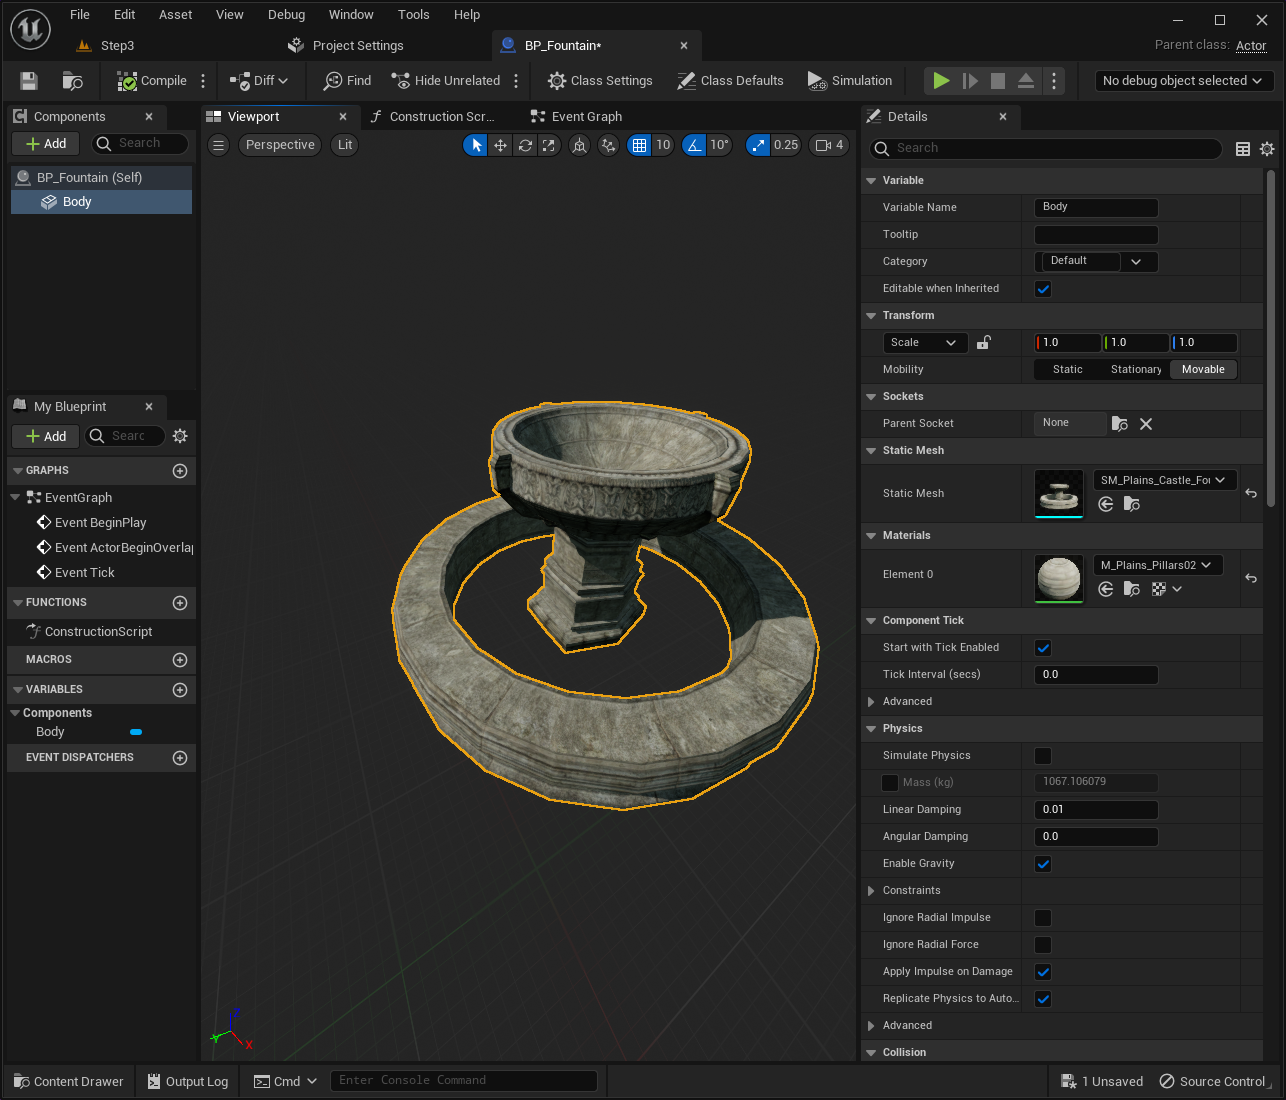 File Edit Asset View Debug Window Tools Help
Step3
Project Settings
BP_Fountain*
Parent class: Actor
Compile
Diff
Find
Hide Unrelated
Class Settings
Class Defaults
Simulation
No debug object selected
Components
Add
Search
BP_Fountain (Self)
Body
My Blueprint
Add
Searc
GRAPHS
EventGraph
Event BeginPlay
Event ActorBeginOverlap
Event Tick
FUNCTIONS
ConstructionScript
MACROS
VARIABLES
Components
Body
EVENT DISPATCHERS
Viewport
Construction Scr...
Event Graph
Perspective
Lit
10
10°
0.25
4
Z
Y
X
Details
Search
Variable
Variable Name Body
Tooltip
Category Default
Editable when Inherited
Transform
Scale 1.0 1.0 1.0
Mobility Static Stationary Movable
Sockets
Parent Socket None
Static Mesh
Static Mesh SM_Plains_Castle_Fou
Materials
Element 0 M_Plains_Pillars02
Component Tick
Start with Tick Enabled
Tick Interval (secs) 0.0
Advanced
Physics
Simulate Physics
Mass (kg) 1067.106079
Linear Damping 0.01
Angular Damping 0.0
Enable Gravity
Constraints
Ignore Radial Impulse
Ignore Radial Force
Apply Impulse on Damage
Replicate Physics to Auto...
Advanced
Collision
Content Drawer
Output Log
Cmd
Enter Console Command
1 Unsaved
Source Control